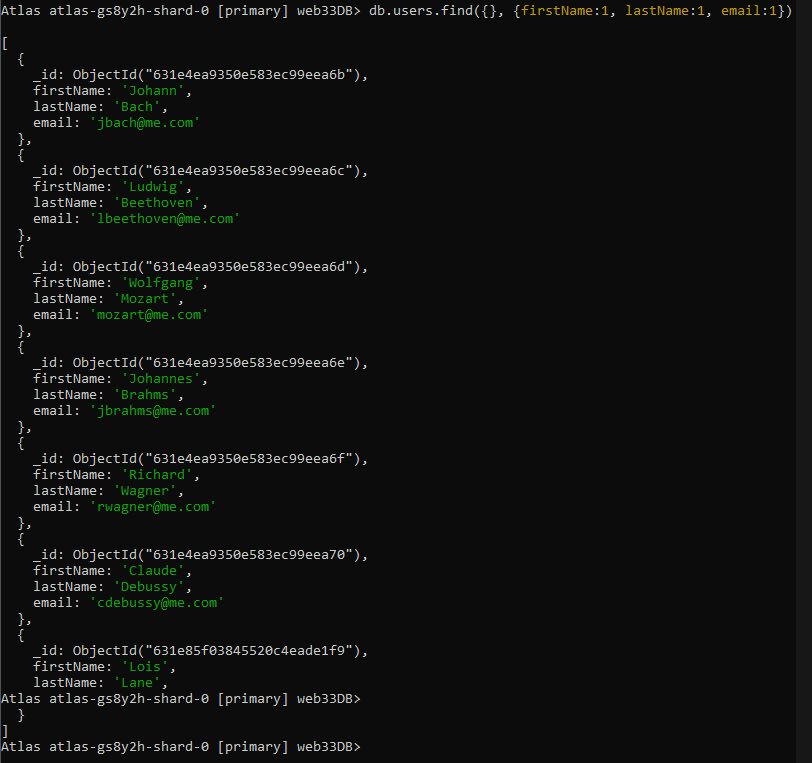 Atlas atlas-gs8y2h-shard-0 [primary] web33DB> db.users.find({}, {firstName:1, lastName:1, email:1})
[
  {
    _id: ObjectId("631e4ea9350e583ec99eea6b"),
    firstName: 'Johann',
    lastName: 'Bach',
    email: 'jbach@me.com'
  },
  {
    _id: ObjectId("631e4ea9350e583ec99eea6c"),
    firstName: 'Ludwig',
    lastName: 'Beethoven',
    email: 'lbeethoven@me.com'
  },
  {
    _id: ObjectId("631e4ea9350e583ec99eea6d"),
    firstName: 'Wolfgang',
    lastName: 'Mozart',
    email: 'mozart@me.com'
  },
  {
    _id: ObjectId("631e4ea9350e583ec99eea6e"),
    firstName: 'Johannes',
    lastName: 'Brahms',
    email: 'jbrahms@me.com'
  },
  {
    _id: ObjectId("631e4ea9350e583ec99eea6f"),
    firstName: 'Richard',
    lastName: 'Wagner',
    email: 'rwagner@me.com'
  },
  {
    _id: ObjectId("631e4ea9350e583ec99eea70"),
    firstName: 'Claude',
    lastName: 'Debussy',
    email: 'cdebussy@me.com'
  },
  {
    _id: ObjectId("631e85f03845520c4eade1f9"),
    firstName: 'Lois',
    lastName: 'Lane',
Atlas atlas-gs8y2h-shard-0 [primary] web33DB>
  }
]
Atlas atlas-gs8y2h-shard-0 [primary] web33DB>